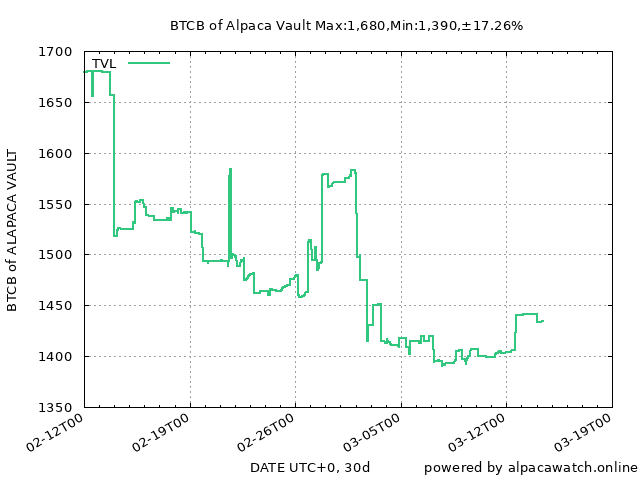 BTCB of Alpaca Vault Max:1,680,Min:1,390,±17.26%
1700
TVL
1650
1600
1550
1500
1450
1400
1350
BTCB of ALAPACA VAULT
02-12T00
02-19T00
02-26T00
03-05T00
03-12T00
03-19T00
DATE UTC+0, 30d
powered by alpacawatch.online